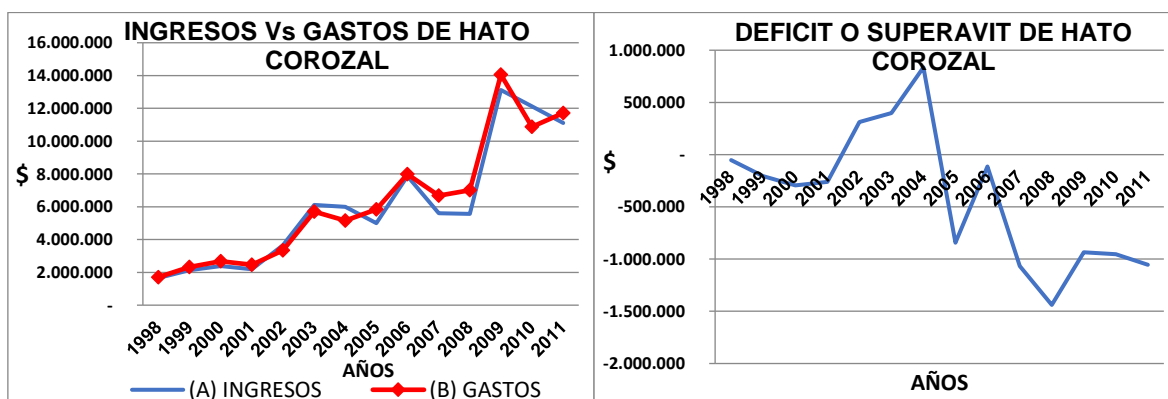 INGRESOS Vs GASTOS DE HATO
COROZAL
16.000.000
14.000.000
12.000.000
10.000.000
8.000.000
6.000.000
4.000.000
2.000.000
-
$
1998 1999 2000 2001 2002 2003 2004 2005 2006 2007 2008 2009 2010 2011
AÑOS
(A) INGRESOS (B) GASTOS
DEFICIT O SUPERAVIT DE HATO
COROZAL
1.000.000
500.000
-
-500.000
-1.000.000
-1.500.000
-2.000.000
$
1998 1999 2000 2001 2002 2003 2004 2005 2006 2007 2008 2009 2010 2011
AÑOS